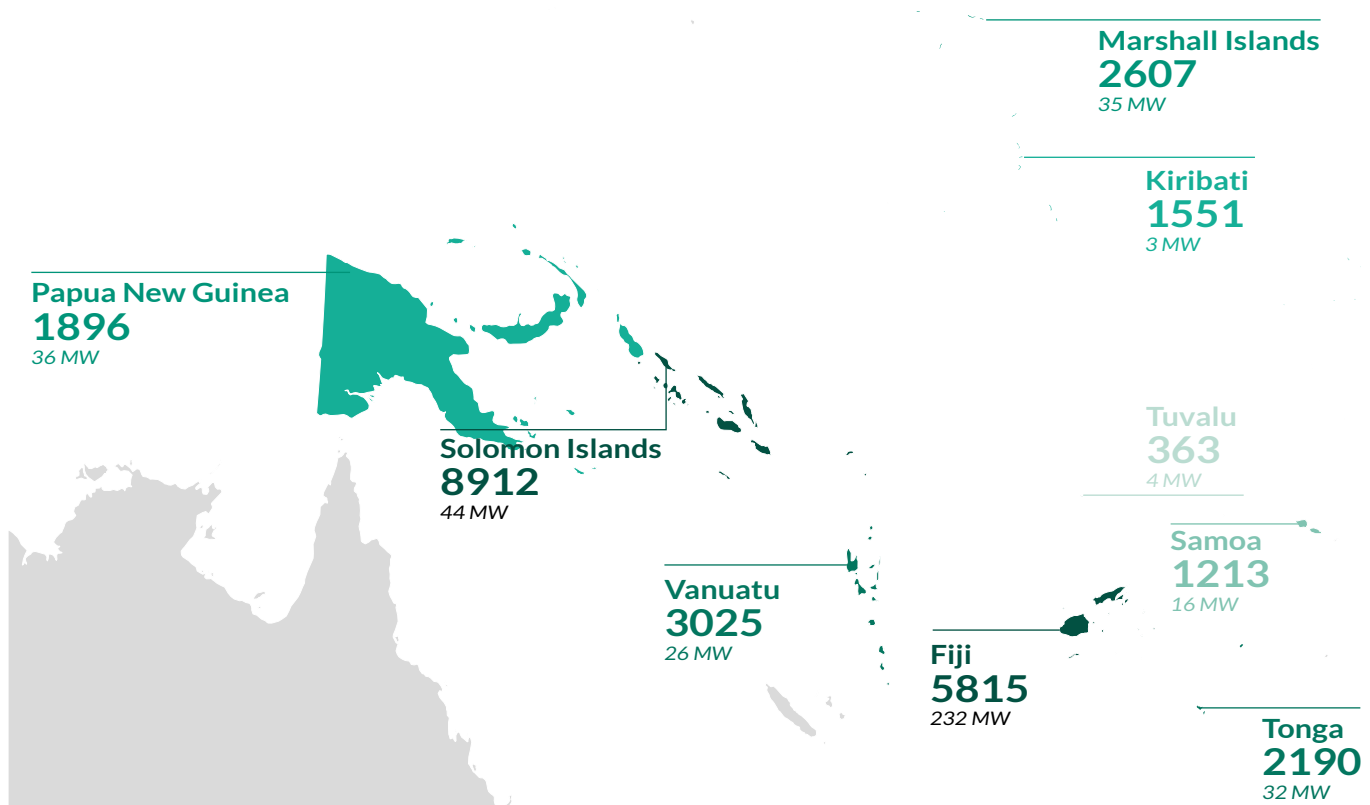 Marshall Islands
2607
35 MW
Kiribati
1551
3 MW
Papua New Guinea
1896
36 MW
Solomon Islands
8912
44 MW
Tuvalu
363
4 MW
Samoa
1213
16 MW
Vanuatu
3025
26 MW
Fiji
5815
232 MW
Tonga
2190
32 MW